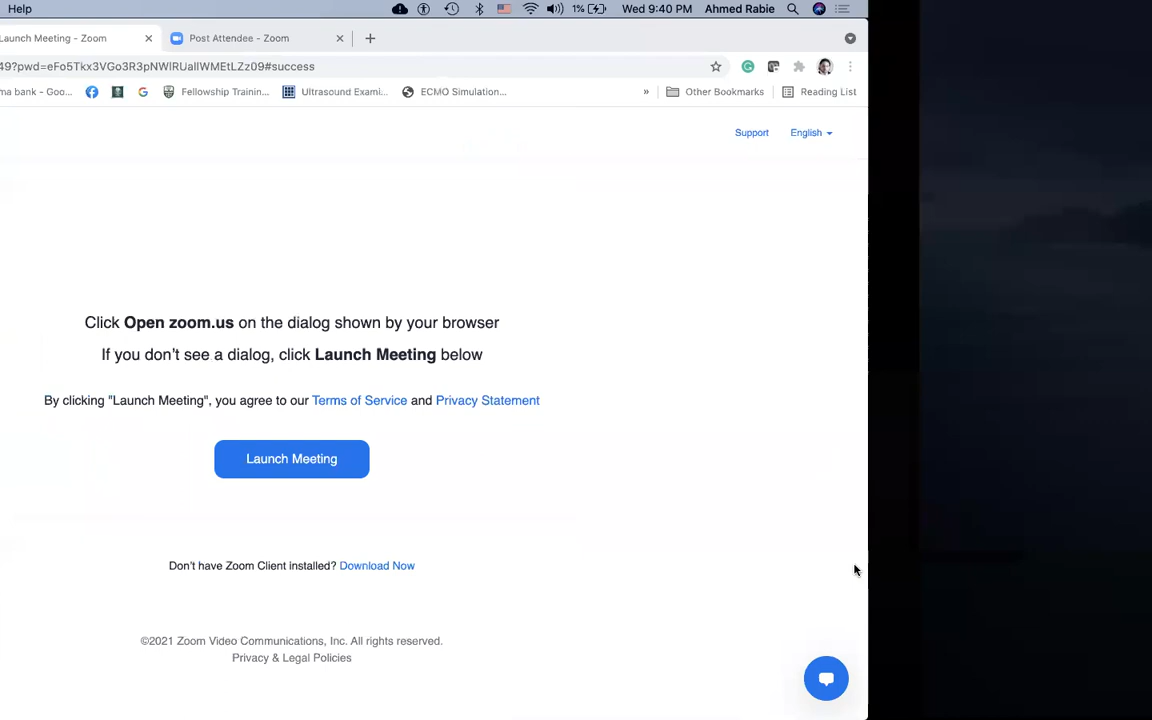 Help 1% Wed 9:40 PM Ahmed Rabie
Launch Meeting - Zoom Post Attendee - Zoom
49?pwd=eFo5Tkx3VGo3R3pNWlRUallWMEtLZz09#success
ma bank - Goo... Fellowship Trainin... Ultrasound Exami... ECMO Simulation... » Other Bookmarks Reading List
Support English
Click Open zoom.us on the dialog shown by your browser
If you don't see a dialog, click Launch Meeting below
By clicking "Launch Meeting", you agree to our Terms of Service and Privacy Statement
Launch Meeting
Don't have Zoom Client installed? Download Now
©2021 Zoom Video Communications, Inc. All rights reserved.
Privacy & Legal Policies